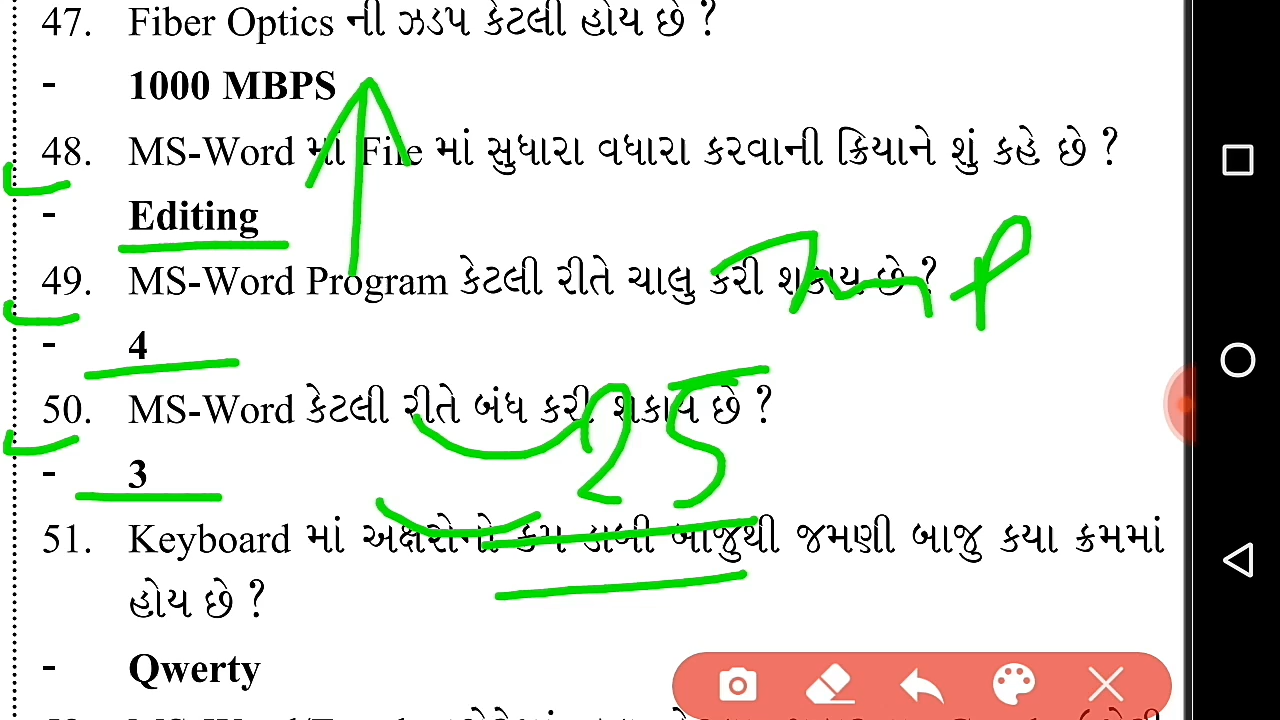 47. Fiber Optics ની ઝડપ કેટલી હોય છે ?
- 1000 MBPS
48. MS-Word માં File માં સુધારા વધારા કરવાની ક્રિયાને શું કહે છે ?
- Editing
49. MS-Word Program કેટલી રીતે ચાલુ કરી શકાય છે ?
- 4
50. MS-Word કેટલી રીતે બંધ કરી શકાય છે ?
25
- 3
51. Keyboard માં અક્ષરોનો ક્રમ ડાબી બાજુથી જમણી બાજુ કયા ક્રમમાં
હોય છે ?
- Qwerty